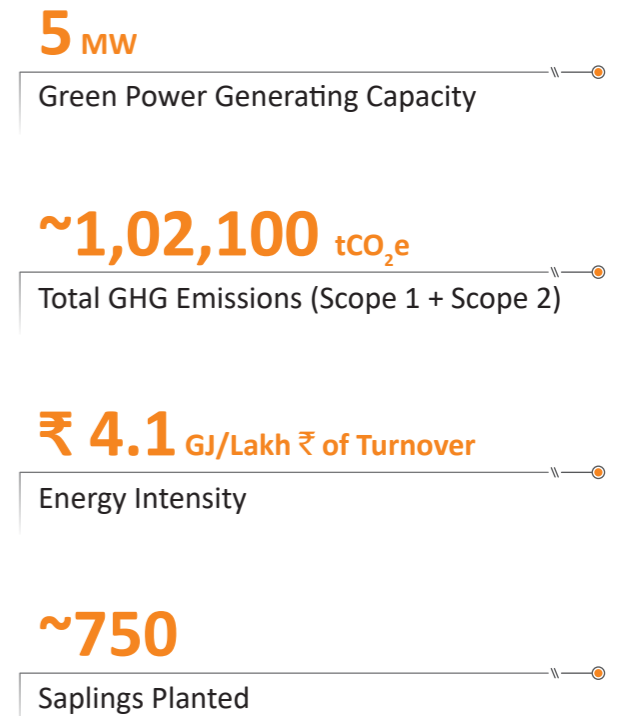 5 MW
Green Power Generating Capacity
~1,02,100 tCO₂e
Total GHG Emissions (Scope 1 + Scope 2)
₹ 4.1 GJ/Lakh ₹ of Turnover
Energy Intensity
~750
Saplings Planted